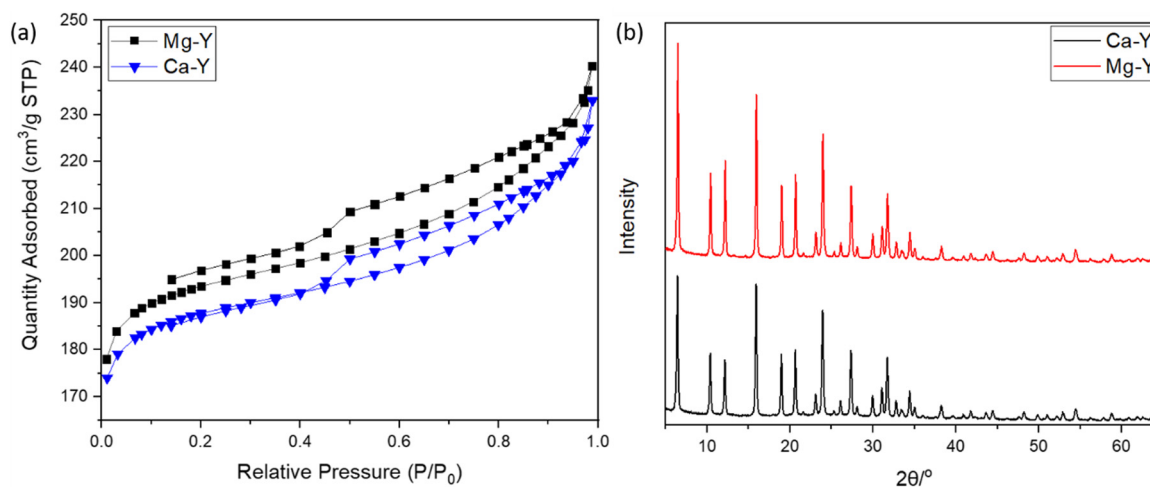 (a)
250
240
230
220
210
200
190
180
170
Quantity Adsorbed (cm³/g STP)
Mg-Y
Ca-Y
0.0 0.2 0.4 0.6 0.8 1.0
Relative Pressure (P/P₀)
(b)
Ca-Y
Mg-Y
Intensity
10 20 30 40 50 60
2θ/°